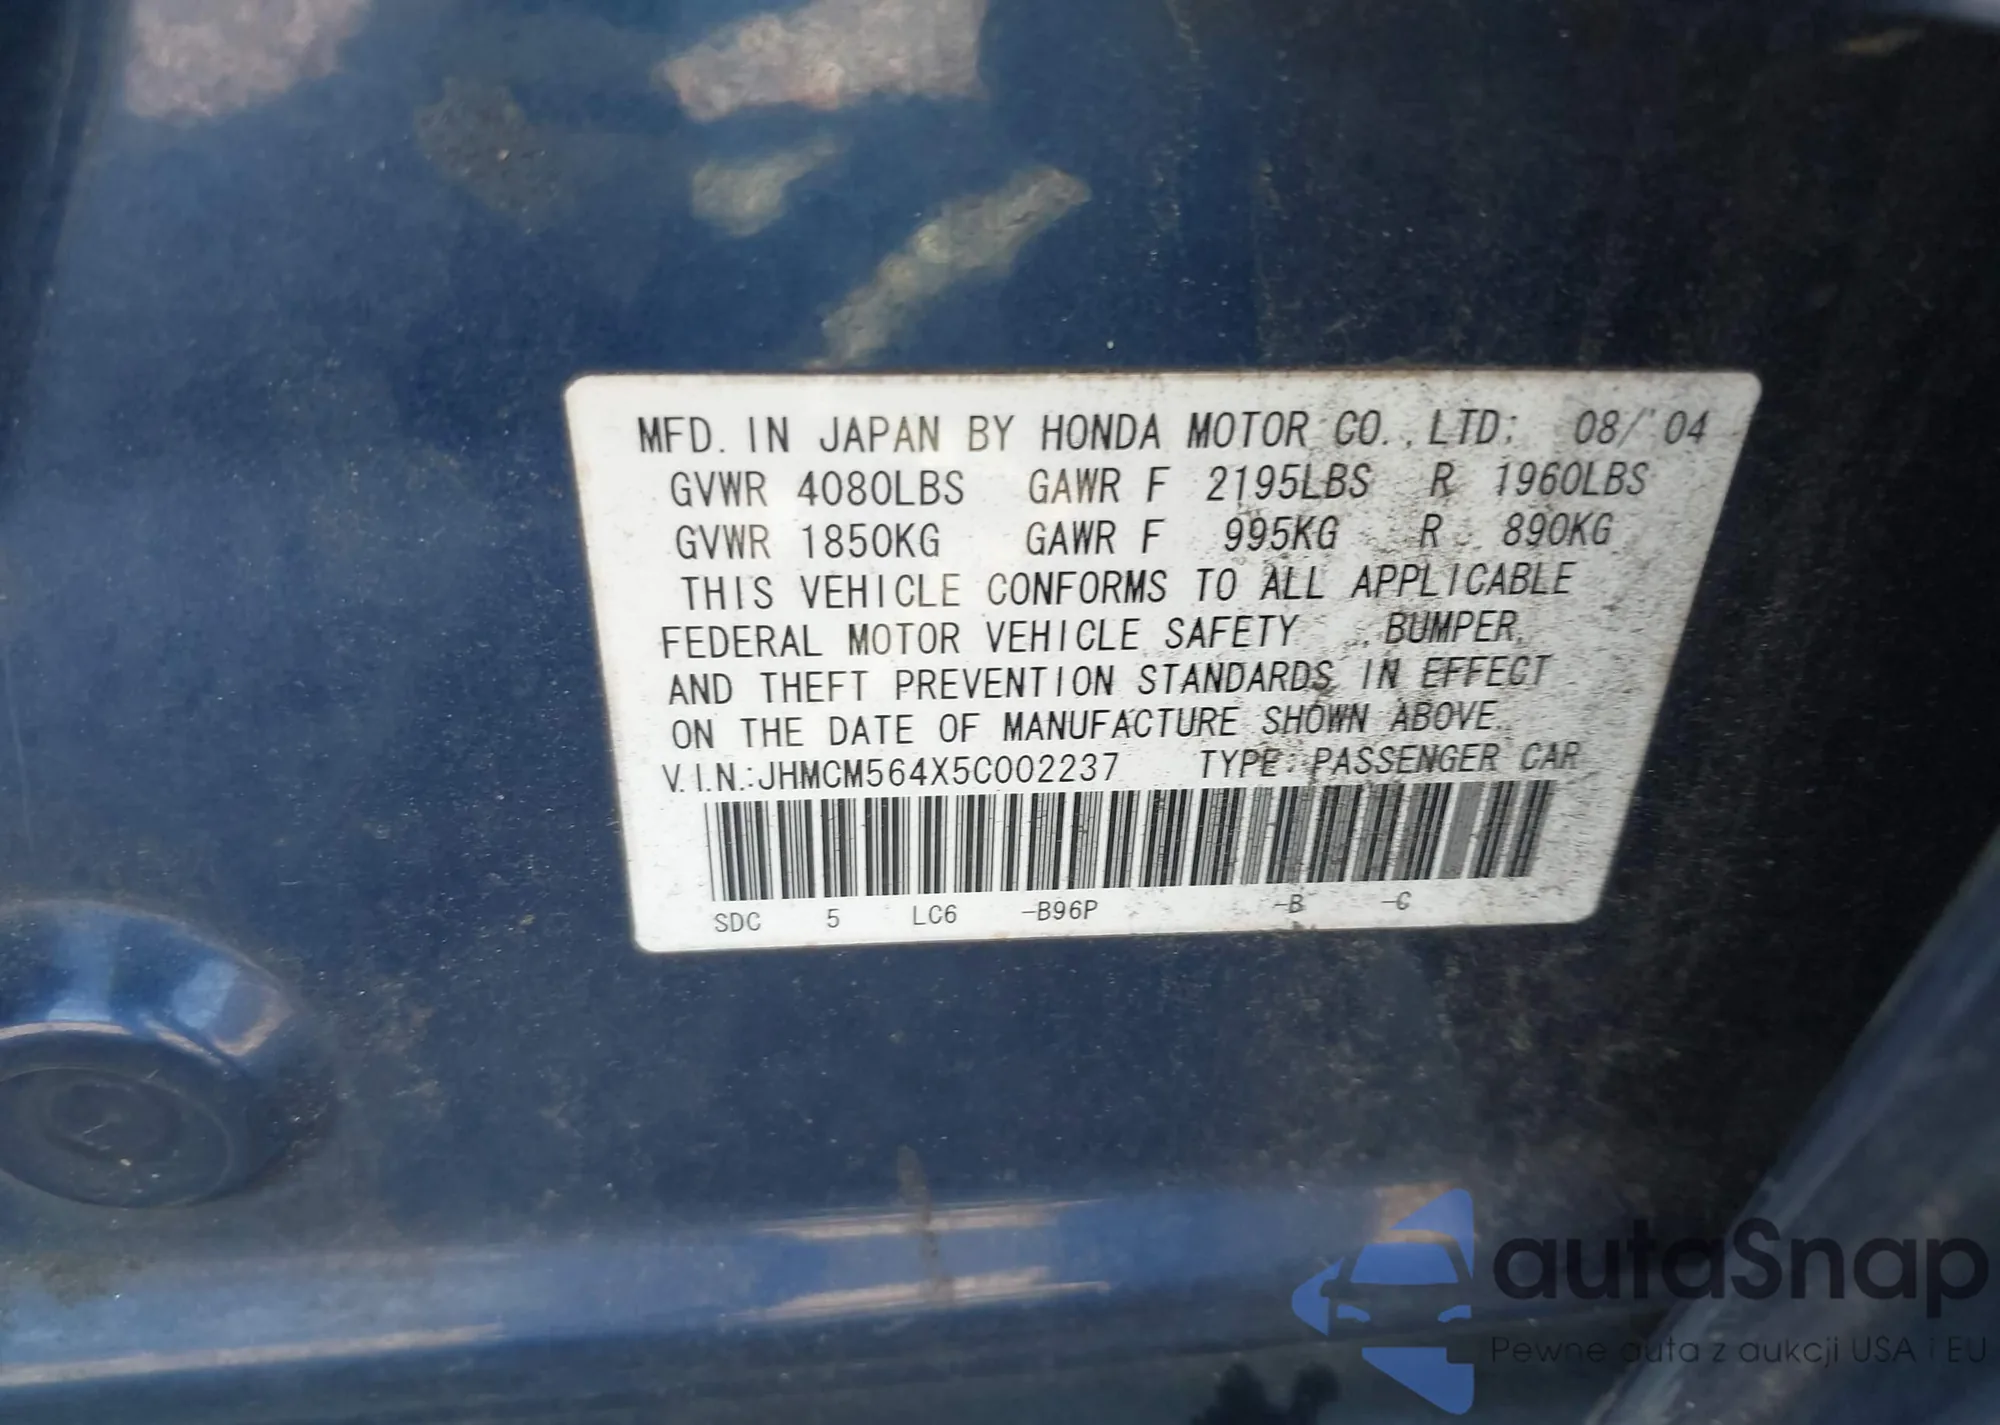 MFD. IN JAPAN BY HONDA MOTOR CO., LTD. 08/'04
GVWR 4080LBS GAWR F 2195LBS R 1960LBS
GVWR 1850KG GAWR F 995KG R 890KG
THIS VEHICLE CONFORMS TO ALL APPLICABLE
FEDERAL MOTOR VEHICLE SAFETY , BUMPER,
AND THEFT PREVENTION STANDARDS IN EFFECT
ON THE DATE OF MANUFACTURE SHOWN ABOVE.
V.I.N.:JHMCM564X5C002237 TYPE: PASSENGER CAR
SDC 5 LC6 -B96P -B -C
autaSnap
Pewne auta z aukcji USA i EU